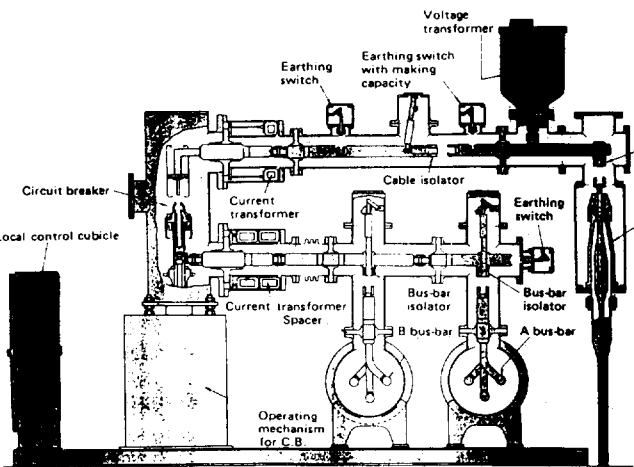 Voltage
transformer
Earthing
switch
Earthing switch
with making
capacity
Cable isolator
Circuit breaker
Current
transformer
Earthing
switch
Local control cubicle
Current transformer
Spacer
Bus-bar
isolator
Bus-bar
isolator
B bus-bar
A bus-bar
Operating
mechanism
for C.B.